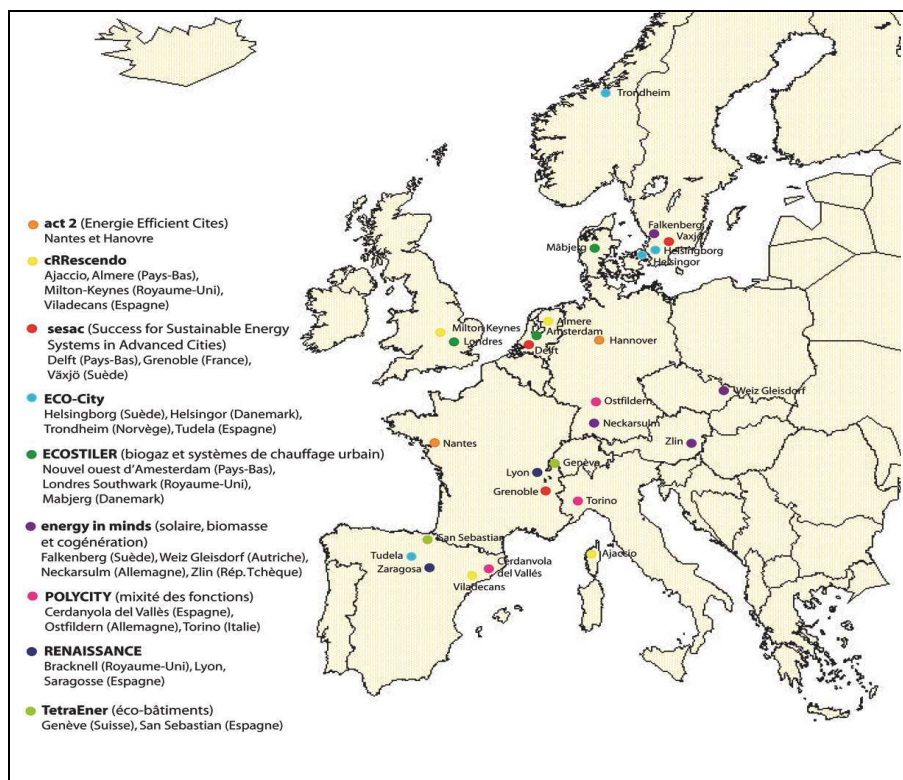 act 2 (Energie Efficient Cites)
Nantes et Hanovre
cRRescendo
Ajaccio, Almere (Pays-Bas),
Milton-Keynes (Royaume-Uni),
Viladecans (Espagne)
sesac (Success for Sustainable Energy
Systems in Advanced Cities)
Delft (Pays-Bas), Grenoble (France),
Växjö (Suède)
ECO-City
Helsingborg (Suède), Helsingor (Danemark),
Trondheim (Norvège), Tudela (Espagne)
ECOSTILER (biogaz et systèmes de chauffage urbain)
Nouvel ouest d'Amesterdam (Pays-Bas),
Londres Southwark (Royaume-Uni),
Mabjerg (Danemark)
energy in minds (solaire, biomasse
et cogénération)
Falkenberg (Suède), Weiz Gleisdorf (Autriche),
Neckarsulm (Allemagne), Zlin (Rép. Tchèque)
POLYCITY (mixité des fonctions)
Cerdanyola del Vallès (Espagne),
Ostfildern (Allemagne), Torino (Italie)
RENAISSANCE
Bracknell (Royaume-Uni), Lyon,
Saragosse (Espagne)
TetraEner (éco-bâtiments)
Genève (Suisse), San Sebastian (Espagne)
Trondheim
Falkenberg
Växjö
Måbjerg
Helsingborg
Helsingor
Milton Keynes
Londres
Almere
Amsterdam
Delft
Hannover
Ostfildern
Weiz Gleisdorf
Neckarsulm
Zlin
Nantes
Genève
Lyon
Grenoble
Torino
San Sebastian
Tudela
Zaragosa
Cerdanvola
del Vallés
Viladecans
Ajaccio